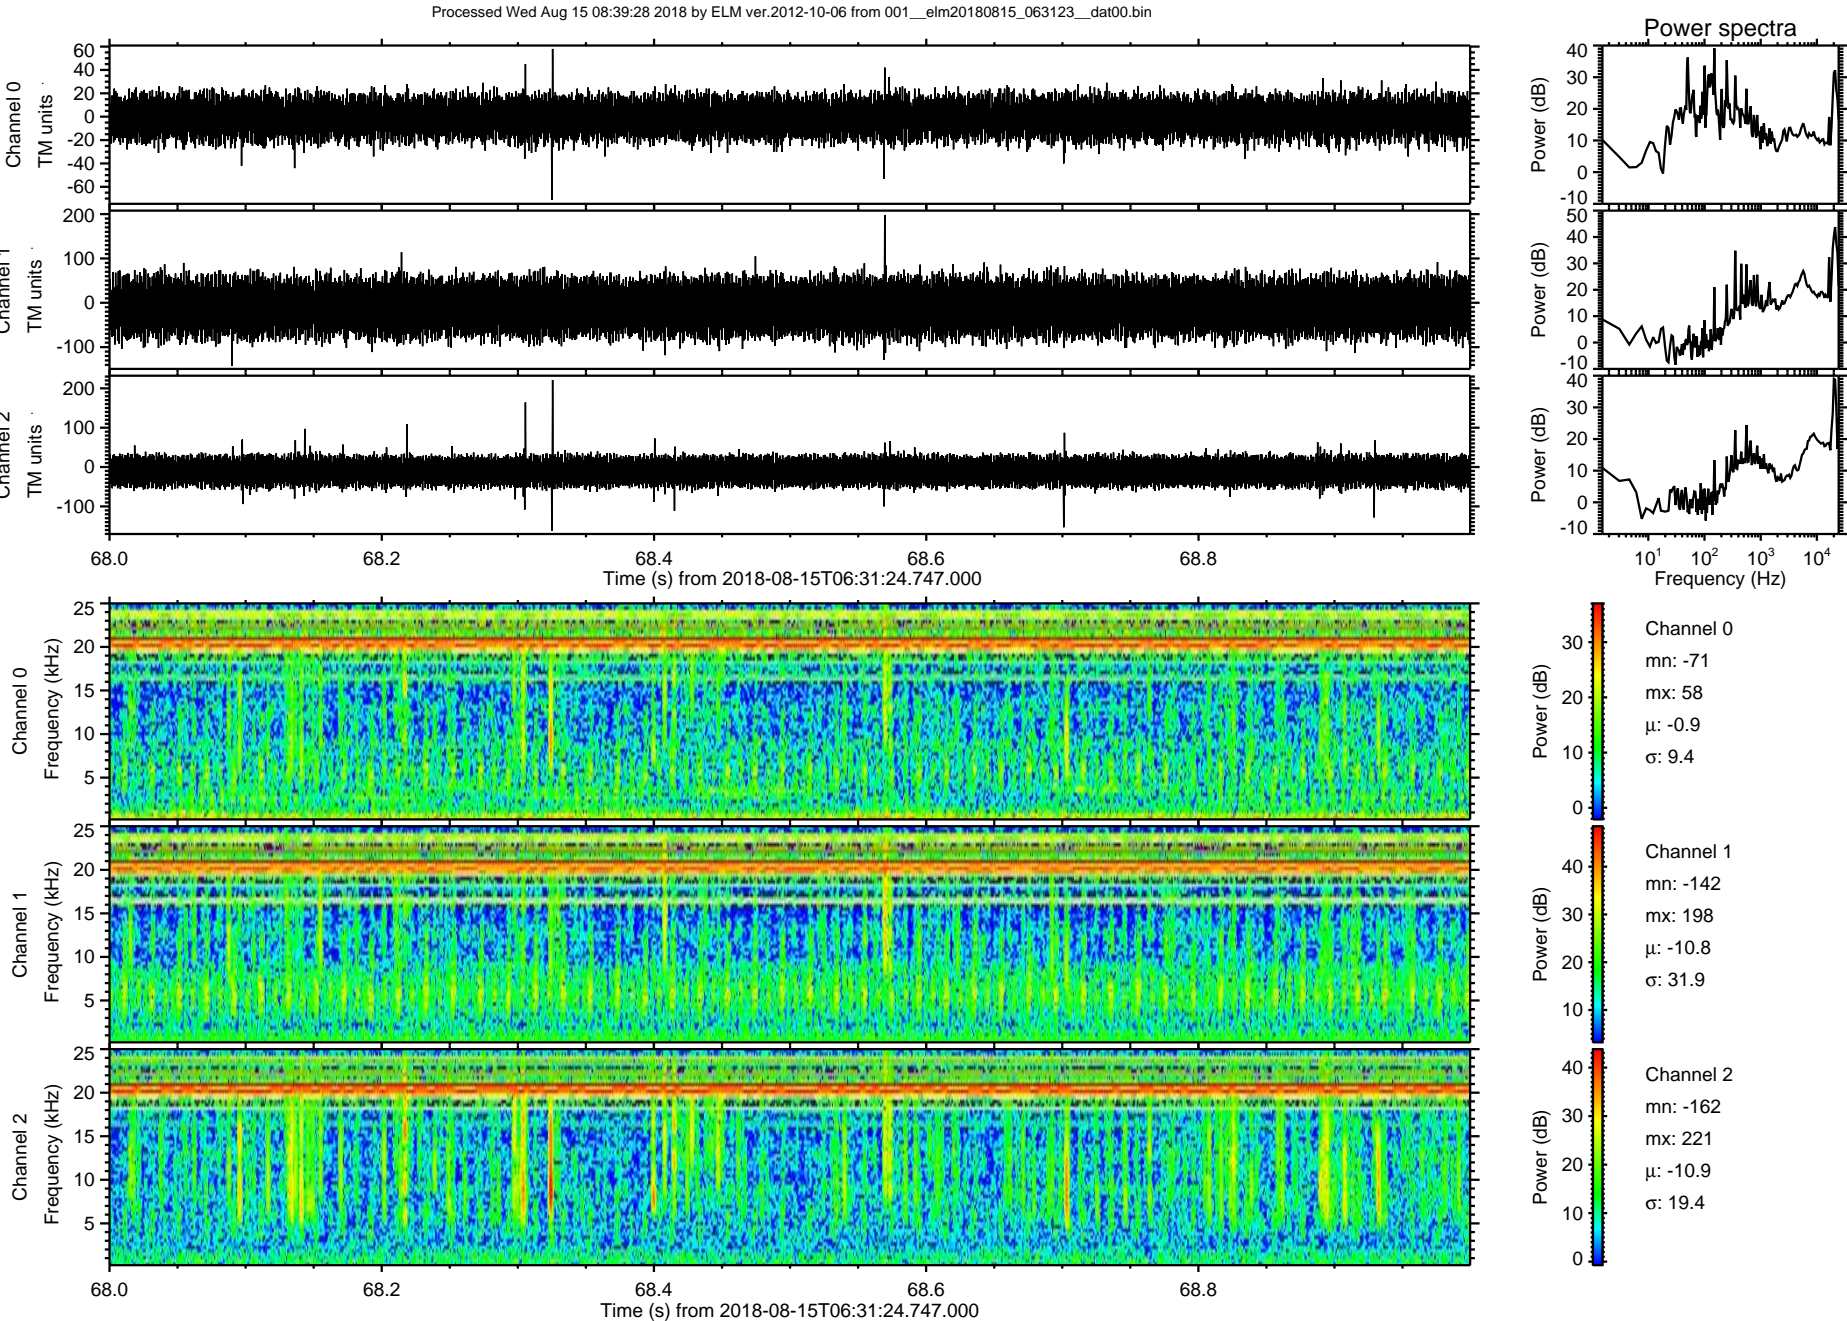 Processed Wed Aug 15 08:39:28 2018 by ELM ver.2012-10-06 from 001__elm20180815_063123__dat00.bin
Power spectra
Channel 0
TM units
60
40
20
0
-20
-40
-60
Power (dB)
40
30
20
10
0
-10
Channel 1
TM units
200
100
0
-100
Power (dB)
50
40
30
20
10
0
-10
Channel 2
TM units
200
100
0
-100
Power (dB)
40
30
20
10
0
-10
68.0 68.2 68.4 68.6 68.8
Time (s) from 2018-08-15T06:31:24.747.000
10¹ 10² 10³ 10⁴
Frequency (Hz)
Channel 0
Frequency (kHz)
25
20
15
10
5
Power (dB)
30
20
10
0
Channel 0
mn: -71
mx: 58
μ: -0.9
σ: 9.4
Channel 1
Frequency (kHz)
25
20
15
10
5
Power (dB)
40
30
20
10
Channel 1
mn: -142
mx: 198
μ: -10.8
σ: 31.9
Channel 2
Frequency (kHz)
25
20
15
10
5
Power (dB)
40
30
20
10
0
Channel 2
mn: -162
mx: 221
μ: -10.9
σ: 19.4
68.0 68.2 68.4 68.6 68.8
Time (s) from 2018-08-15T06:31:24.747.000